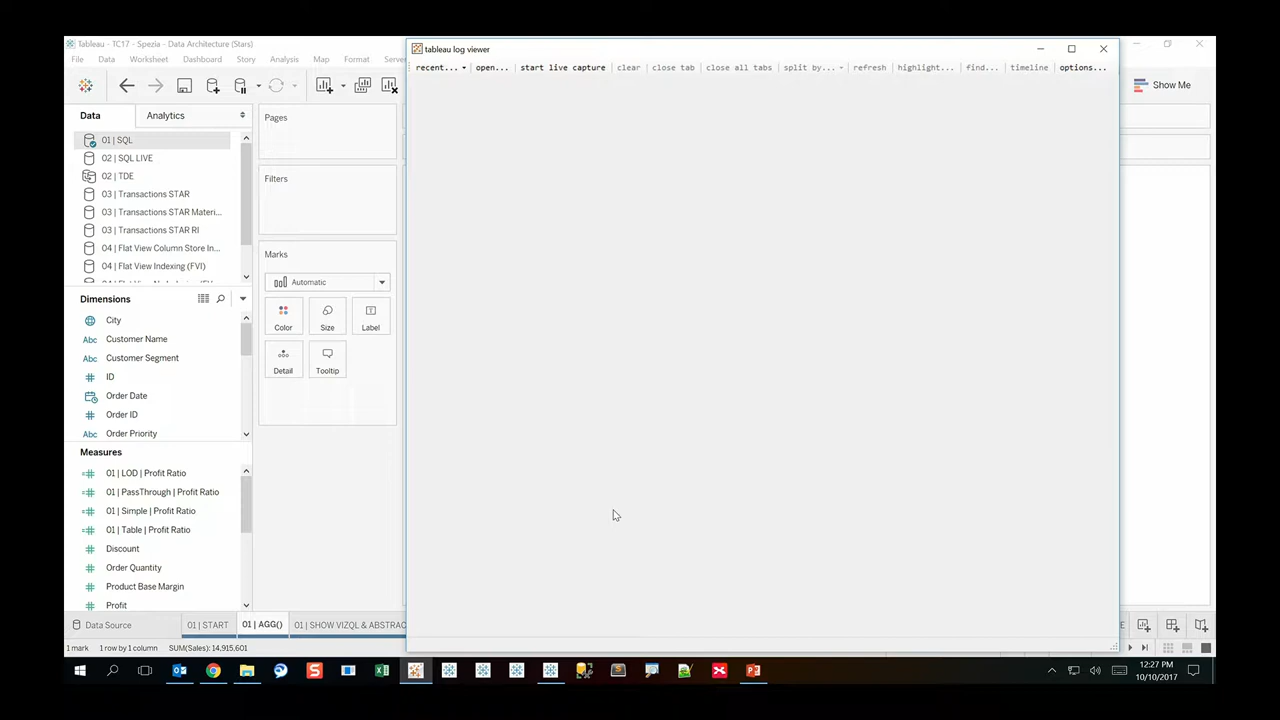 Tableau - TC17 - Spezia - Data Architecture (Stars)
File Data Worksheet Dashboard Story Analysis Map Format Server
Show Me
Data
Analytics
01 | SQL
02 | SQL LIVE
02 | TDE
03 | Transactions STAR
03 | Transactions STAR Materi...
03 | Transactions STAR RI
04 | Flat View Column Store In...
04 | Flat View Indexing (FVI)
Dimensions
City
Abc Customer Name
Abc Customer Segment
# ID
Order Date
# Order ID
Abc Order Priority
Measures
=# 01 | LOD | Profit Ratio
=# 01 | PassThrough | Profit Ratio
=# 01 | Simple | Profit Ratio
=# 01 | Table | Profit Ratio
# Discount
# Order Quantity
# Product Base Margin
# Profit
Pages
Filters
Marks
Automatic
Color Size Label
Detail Tooltip
tableau log viewer
recent... open... start live capture clear close tab close all tabs split by... refresh highlight... find... timeline options...
Data Source 01 | START 01 | AGG() 01 | SHOW VIZQL & ABSTRAC
1 mark 1 row by 1 column SUM(Sales): 14,915,601
12:27 PM
10/10/2017